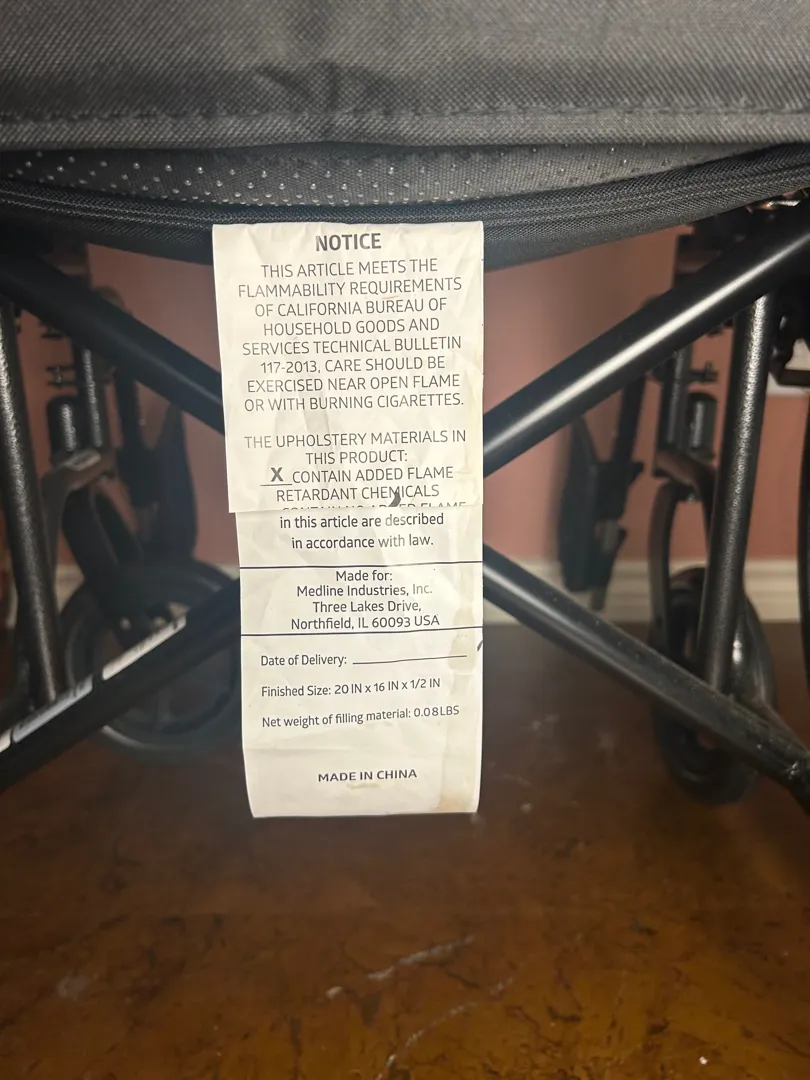 NOTICE
THIS ARTICLE MEETS THE
FLAMMABILITY REQUIREMENTS
OF CALIFORNIA BUREAU OF
HOUSEHOLD GOODS AND
SERVICES TECHNICAL BULLETIN
117-2013, CARE SHOULD BE
EXERCISED NEAR OPEN FLAME
OR WITH BURNING CIGARETTES.
THE UPHOLSTERY MATERIALS IN
THIS PRODUCT:
X CONTAIN ADDED FLAME
RETARDANT CHEMICALS
CONTAIN NO ADDED FLAME
in this article are described
in accordance with law.
Made for:
Medline Industries, Inc.
Three Lakes Drive,
Northfield, IL 60093 USA
Date of Delivery:
Finished Size: 20 IN x 16 IN x 1/2 IN
Net weight of filling material: 0.08LBS
MADE IN CHINA